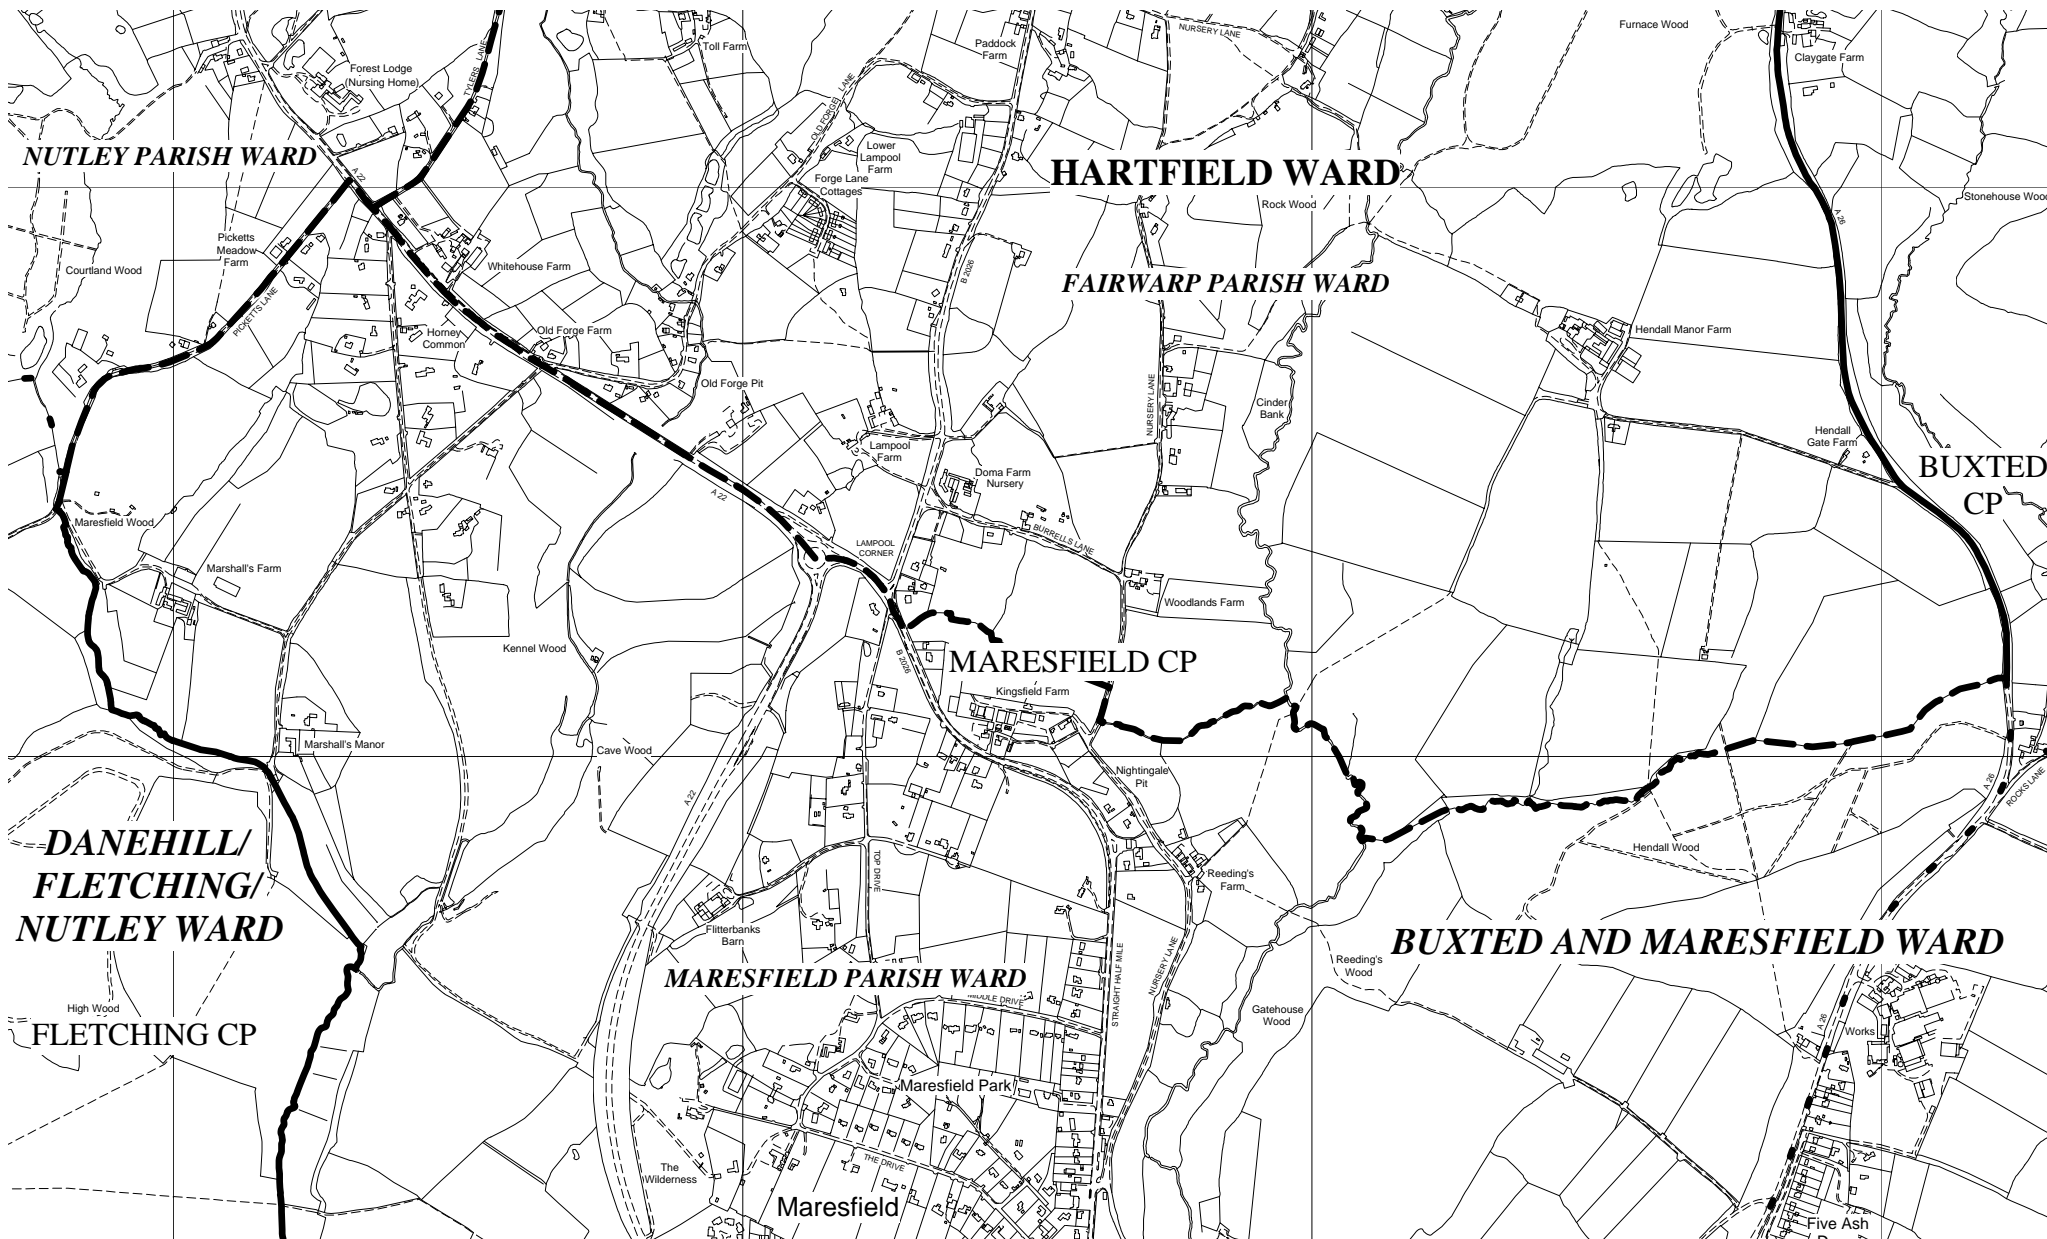 Furnace Wood
NURSERY LANE
Toll Farm
Paddock
Farm
Claygate Farm
Forest Lodge
(Nursing Home)
TYLERS LANE
OLD FORGE LANE
NUTLEY PARISH WARD
A 22
Lower
Lampool
Farm
Forge Lane
Cottages
HARTFIELD WARD
Rock Wood
Stonehouse Wood
A 26
Picketts
Meadow
Farm
Courtland Wood
Whitehouse Farm
B 2026
FAIRWARP PARISH WARD
PICKETTS LANE
Horney
Common
Old Forge Farm
Hendall Manor Farm
Old Forge Pit
NURSERY LANE
Cinder
Bank
Lampool
Farm
Hendall
Gate Farm
BUXTED
CP
Doma Farm
Nursery
A 22
Maresfield Wood
BURRELLS LANE
LAMPOOL
CORNER
Marshall's Farm
Woodlands Farm
Kennel Wood
B 2026
MARESFIELD CP
Kingsfield Farm
Marshall's Manor
Cave Wood
Nightingale
Pit
A 22
A 26
ROCKS LANE
DANEHILL/
FLETCHING/
NUTLEY WARD
TOP DRIVE
Hendall Wood
Reeding's
Farm
Flitterbanks
Barn
STRAIGHT HALF MILE
NURSERY LANE
BUXTED AND MARESFIELD WARD
Reeding's
Wood
MARESFIELD PARISH WARD
MIDDLE DRIVE
High Wood
FLETCHING CP
Gatehouse
Wood
A 26
Works
Maresfield Park
THE DRIVE
The
Wilderness
Maresfield
Five Ash